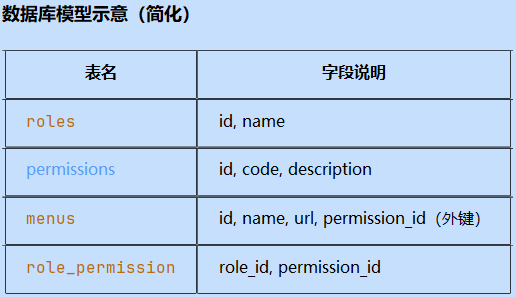 数据库模型示意（简化）
表名 字段说明
roles id, name
permissions id, code, description
menus id, name, url, permission_id（外键）
role_permission role_id, permission_id